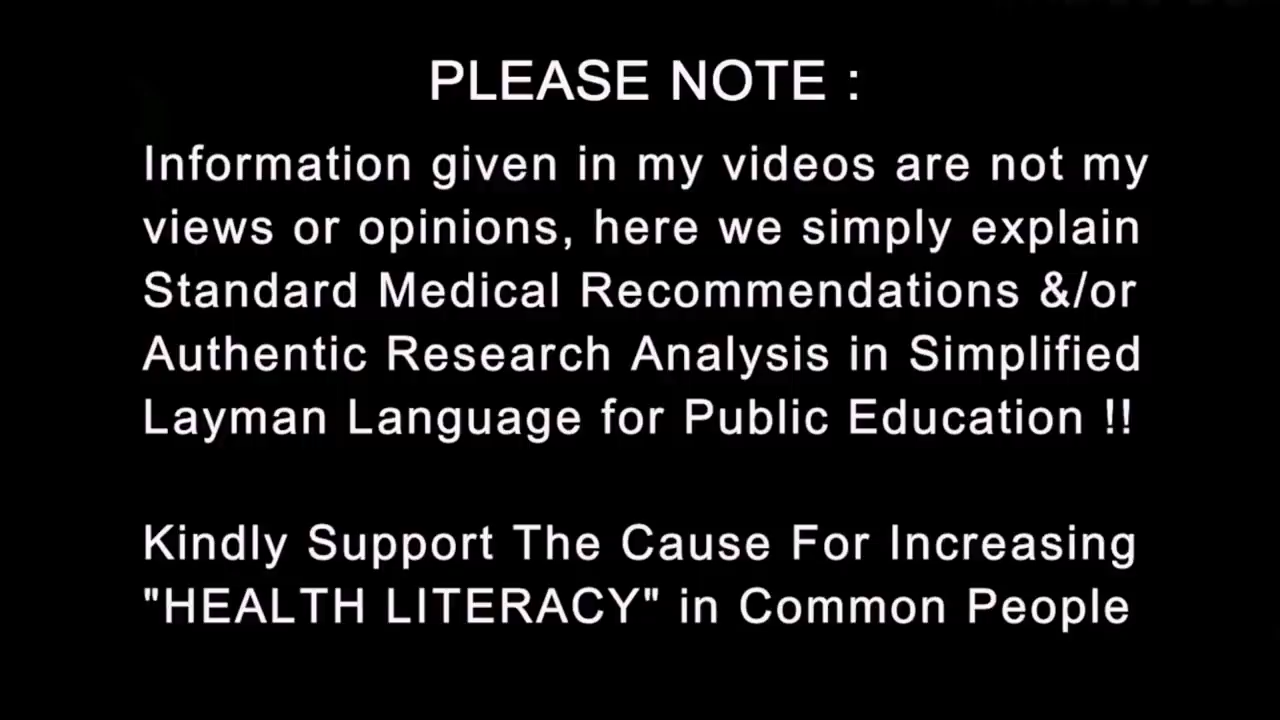 PLEASE NOTE :
Information given in my videos are not my
views or opinions, here we simply explain
Standard Medical Recommendations &/or
Authentic Research Analysis in Simplified
Layman Language for Public Education !!
Kindly Support The Cause For Increasing
"HEALTH LITERACY" in Common People